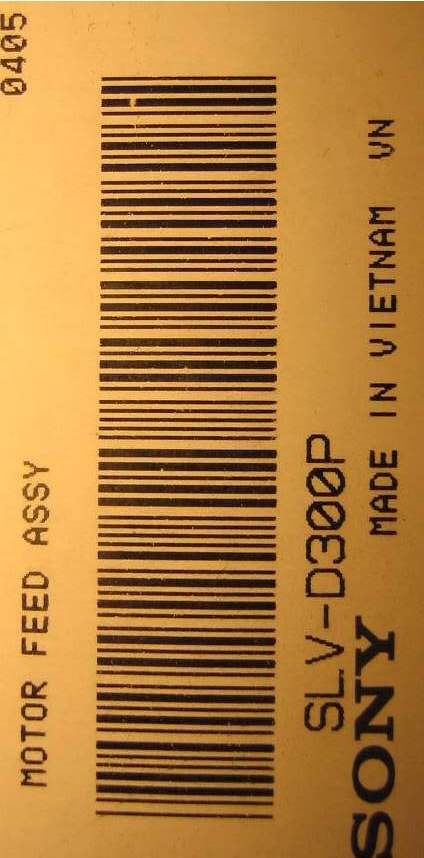 MOTOR FEED ASSY 0405
SLV-D300P
SONY MADE IN VIETNAM VN